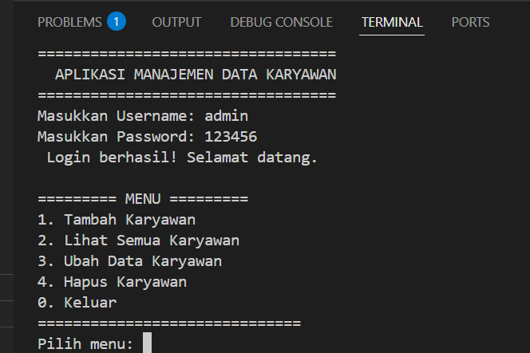 PROBLEMS 1 OUTPUT DEBUG CONSOLE TERMINAL PORTS
==================================
  APLIKASI MANAJEMEN DATA KARYAWAN
==================================
Masukkan Username: admin
Masukkan Password: 123456
 Login berhasil! Selamat datang.

========= MENU =========
1. Tambah Karyawan
2. Lihat Semua Karyawan
3. Ubah Data Karyawan
4. Hapus Karyawan
0. Keluar
==============================
Pilih menu: